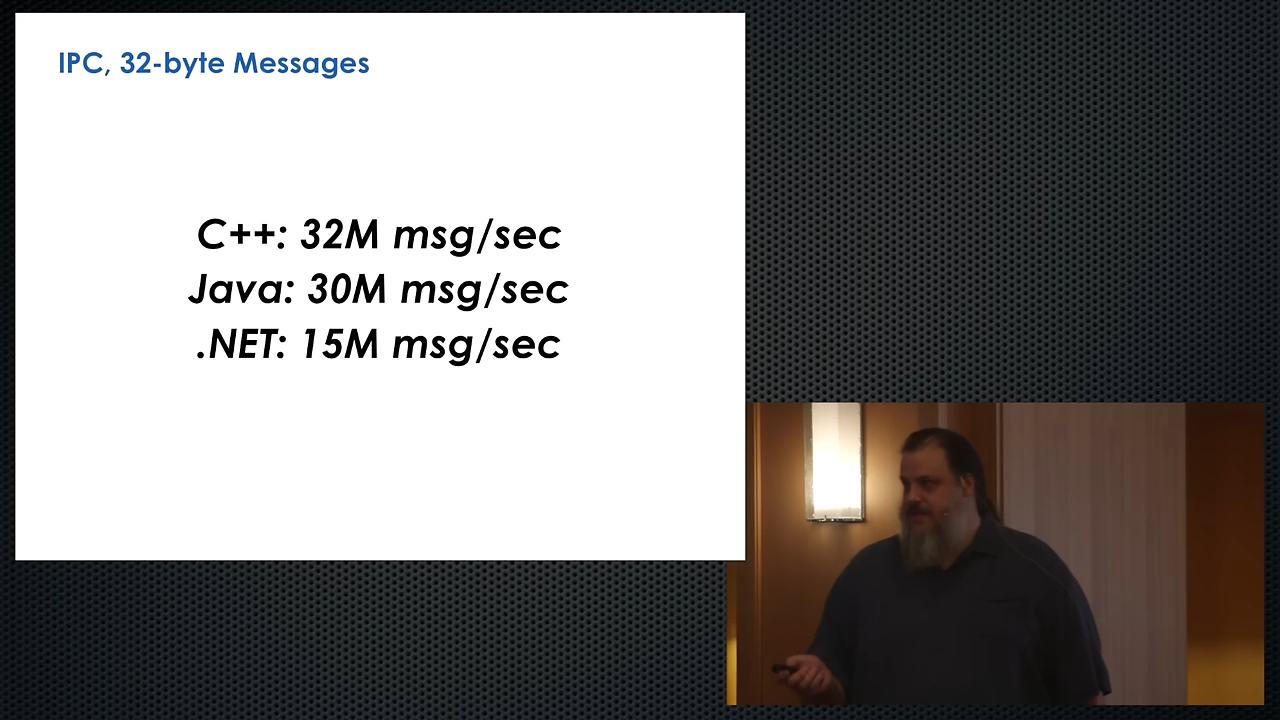 IPC, 32-byte Messages
C++: 32M msg/sec
Java: 30M msg/sec
.NET: 15M msg/sec